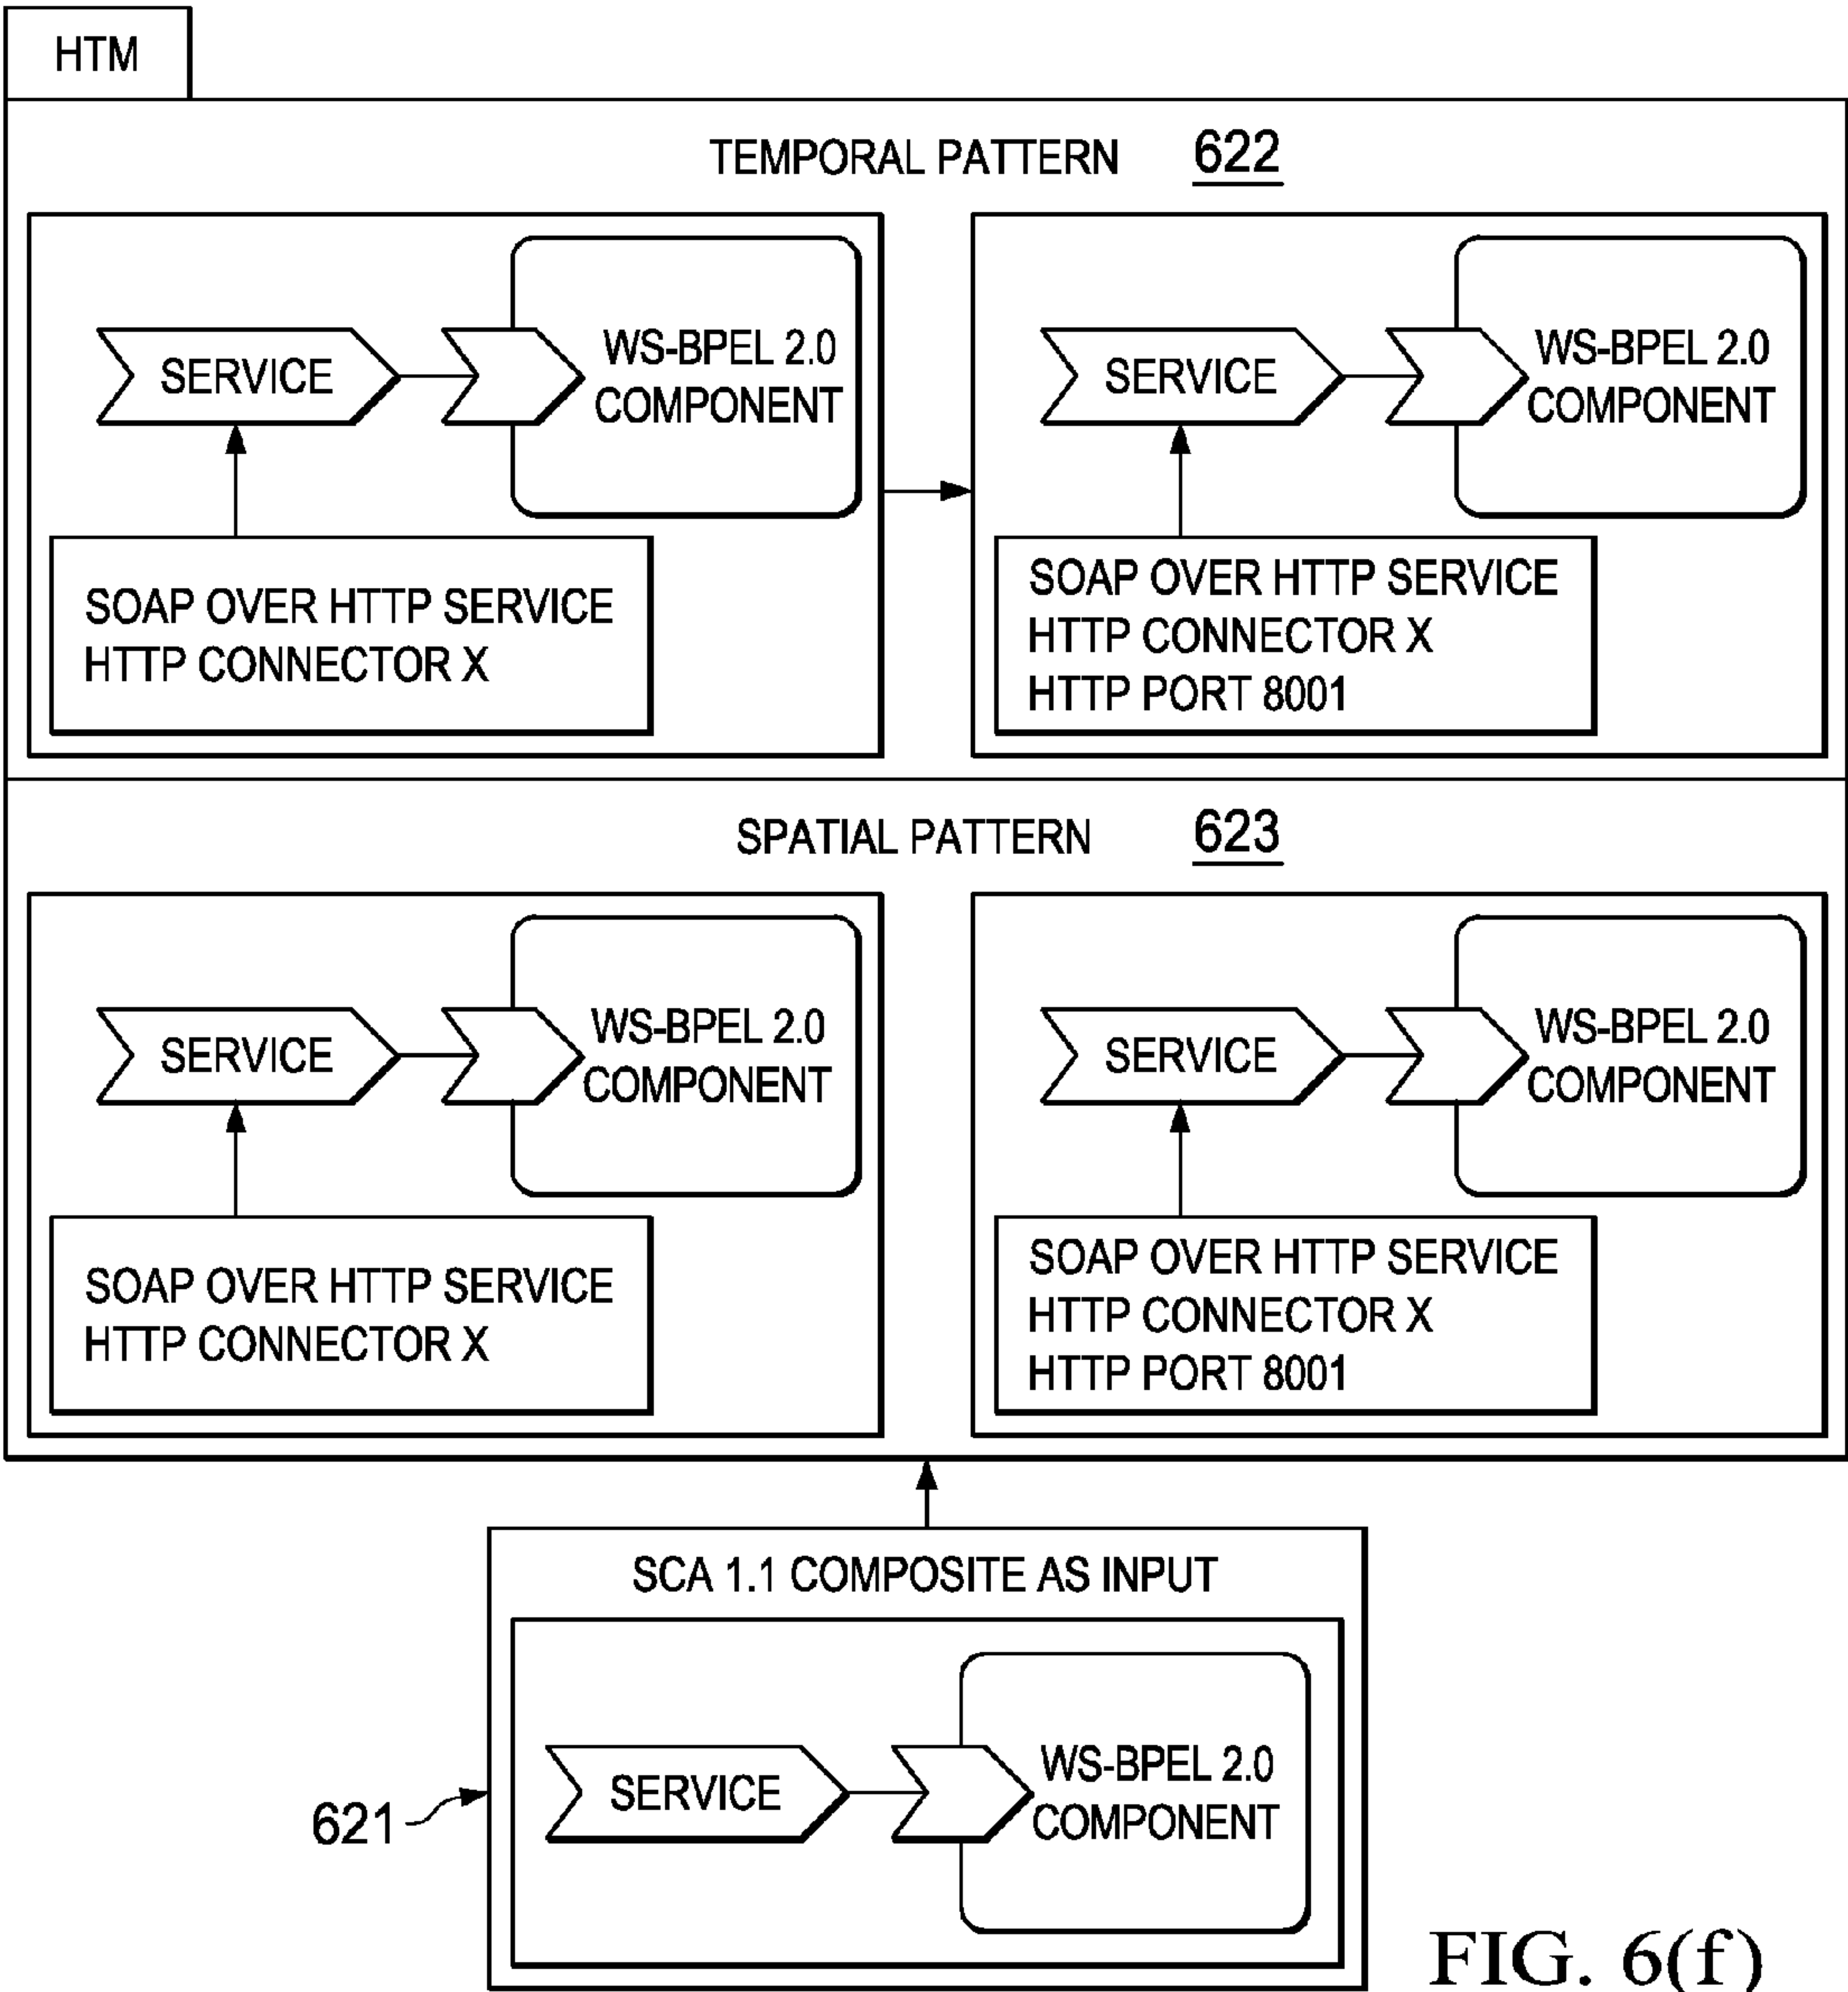 HTM
TEMPORAL PATTERN 622
SERVICE
WS-BPEL 2.0
COMPONENT
SOAP OVER HTTP SERVICE
HTTP CONNECTOR X
SERVICE
WS-BPEL 2.0
COMPONENT
SOAP OVER HTTP SERVICE
HTTP CONNECTOR X
HTTP PORT 8001
SPATIAL PATTERN 623
SERVICE
WS-BPEL 2.0
COMPONENT
SOAP OVER HTTP SERVICE
HTTP CONNECTOR X
SERVICE
WS-BPEL 2.0
COMPONENT
SOAP OVER HTTP SERVICE
HTTP CONNECTOR X
HTTP PORT 8001
SCA 1.1 COMPOSITE AS INPUT
SERVICE
WS-BPEL 2.0
COMPONENT
621
FIG. 6(f)